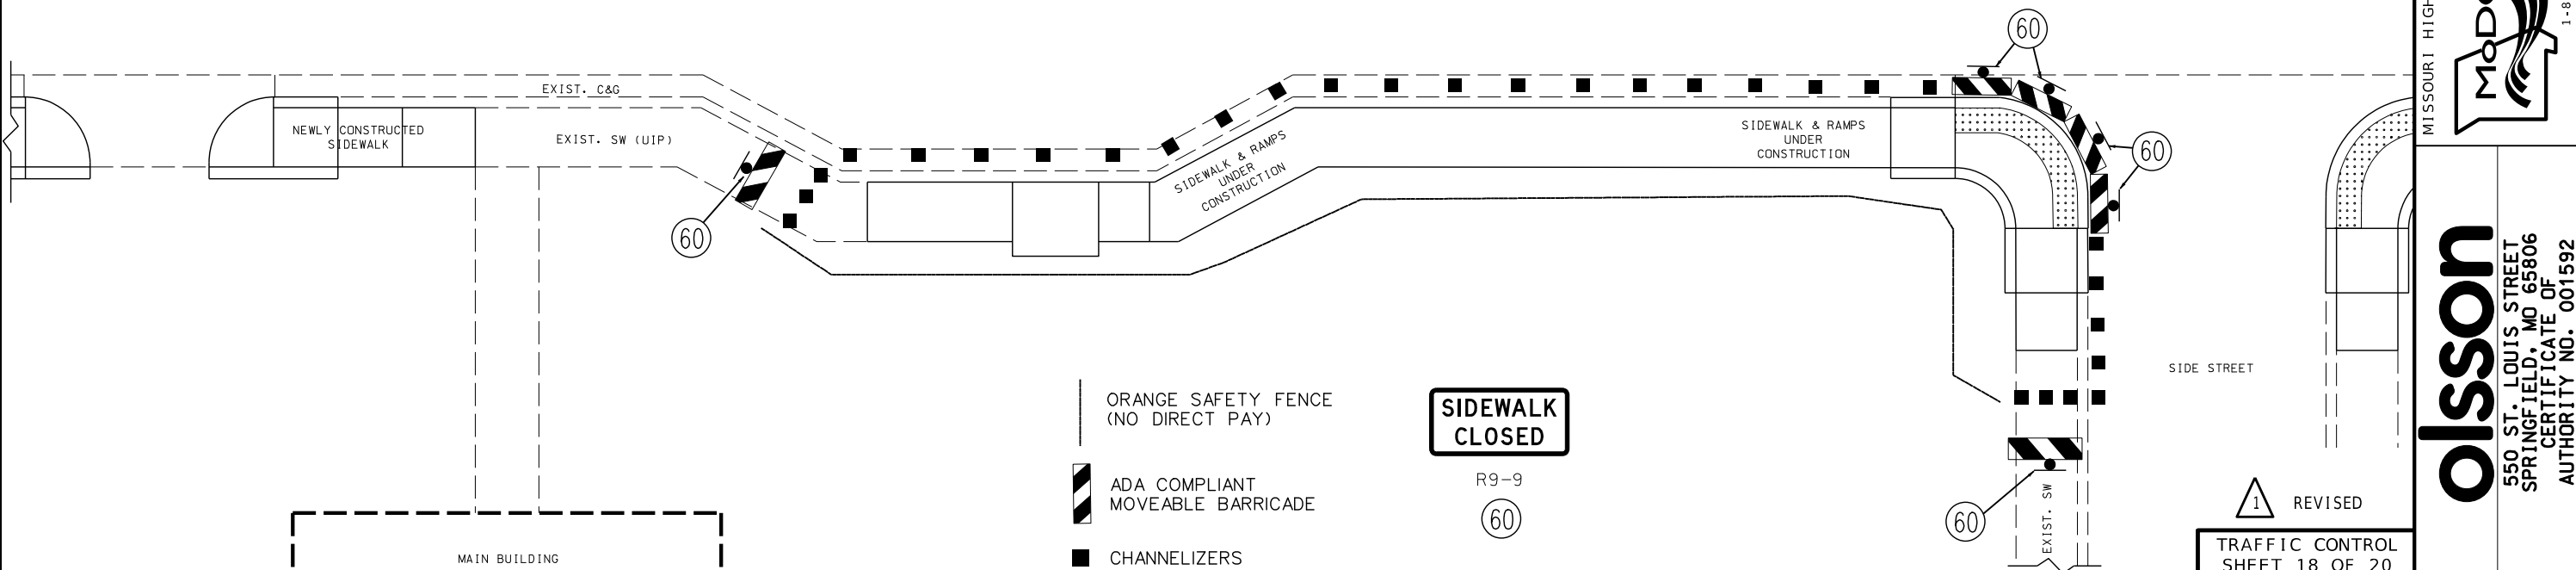 60
EXIST. C&G
NEWLY CONSTRUCTED
SIDEWALK
EXIST. SW (UIP)
SIDEWALK & RAMPS
UNDER
CONSTRUCTION
SIDEWALK & RAMPS
UNDER
CONSTRUCTION
60
60
SIDE STREET
ORANGE SAFETY FENCE
(NO DIRECT PAY)
SIDEWALK
CLOSED
R9-9
60
ADA COMPLIANT
MOVEABLE BARRICADE
CHANNELIZERS
60
EXIST. SW
MAIN BUILDING
1 REVISED
TRAFFIC CONTROL
SHEET 18 OF 20
MISSOURI HIGH
MoD
1-8
olsson
550 ST. LOUIS STREET
SPRINGFIELD, MO 65806
CERTIFICATE OF
AUTHORITY NO. 001592